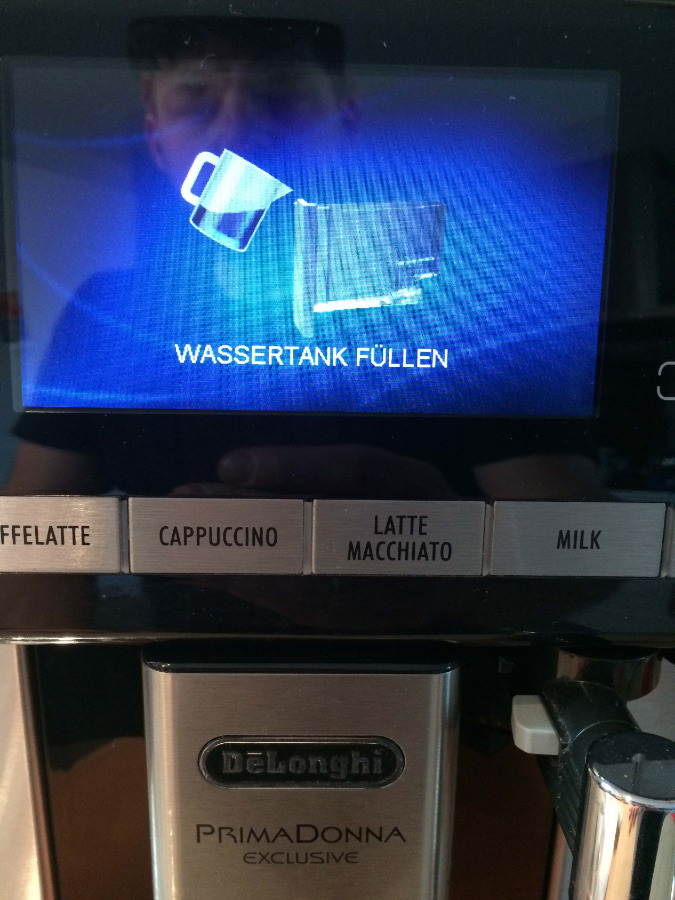 WASSERTANK FÜLLEN
FFELATTE
CAPPUCCINO
LATTE
MACCHIATO
MILK
DeLonghi
PRIMADONNA
EXCLUSIVE